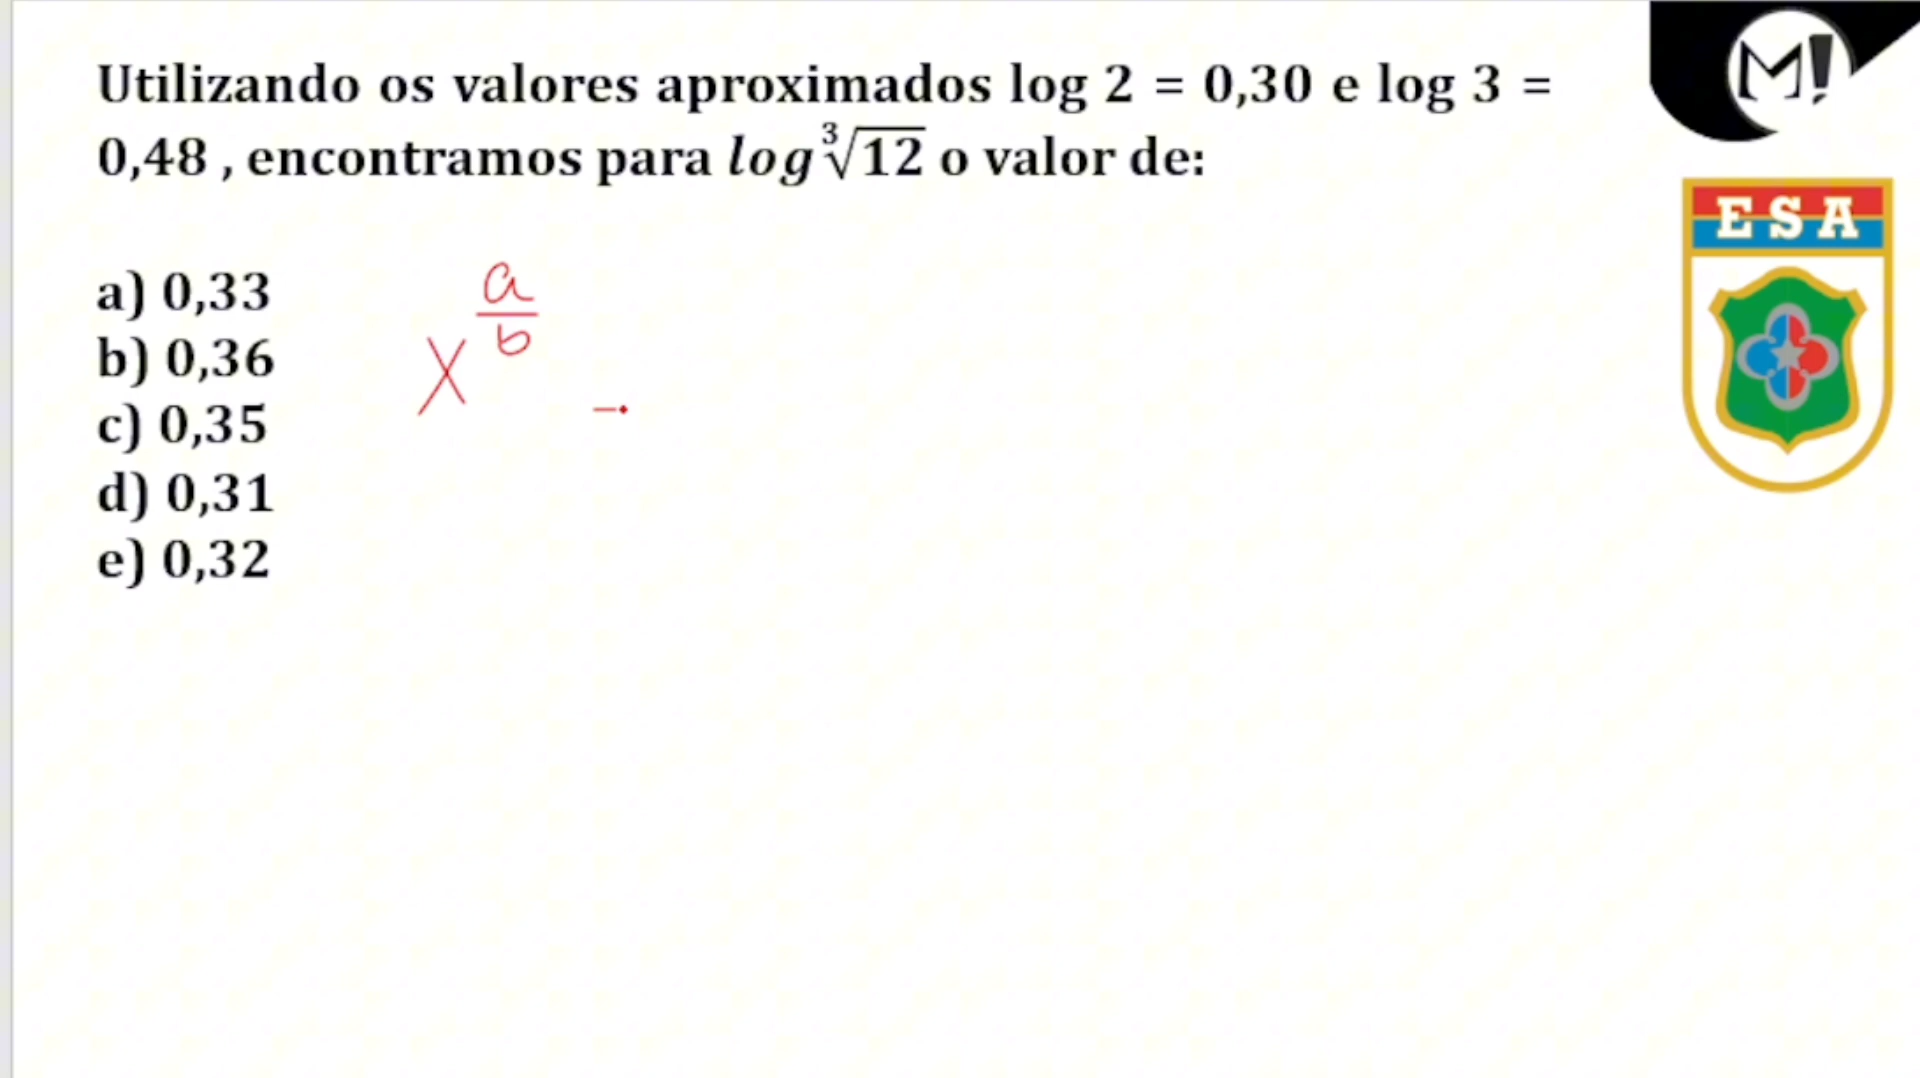 Utilizando os valores aproximados log 2 = 0,30 e log 3 =
0,48 , encontramos para log ∛12 o valor de:
a) 0,33
b) 0,36
c) 0,35
d) 0,31
e) 0,32
x^(a/b) –
M!
ESA